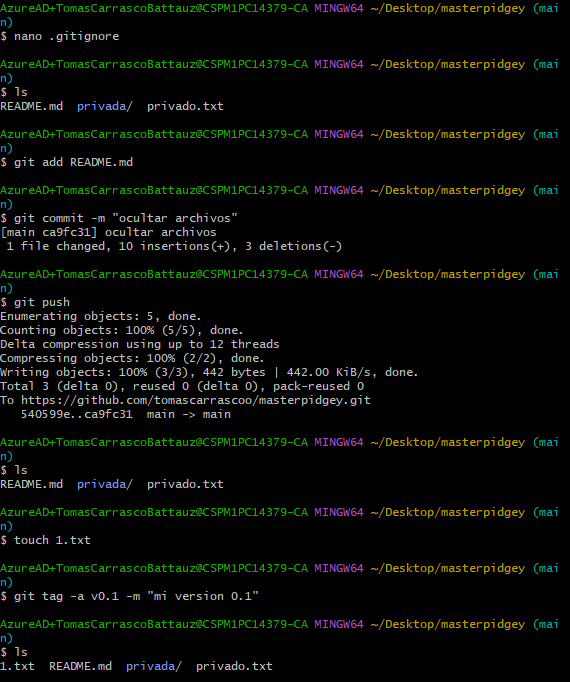 AzureAD+TomasCarrascoBattauz@CSPM1PC14379-CA MINGW64 ~/Desktop/masterpidgey (mai
n)
$ nano .gitignore
AzureAD+TomasCarrascoBattauz@CSPM1PC14379-CA MINGW64 ~/Desktop/masterpidgey (mai
n)
$ ls
README.md  privada/  privado.txt
AzureAD+TomasCarrascoBattauz@CSPM1PC14379-CA MINGW64 ~/Desktop/masterpidgey (mai
n)
$ git add README.md
AzureAD+TomasCarrascoBattauz@CSPM1PC14379-CA MINGW64 ~/Desktop/masterpidgey (mai
n)
$ git commit -m "ocultar archivos"
[main ca9fc31] ocultar archivos
 1 file changed, 10 insertions(+), 3 deletions(-)
AzureAD+TomasCarrascoBattauz@CSPM1PC14379-CA MINGW64 ~/Desktop/masterpidgey (mai
n)
$ git push
Enumerating objects: 5, done.
Counting objects: 100% (5/5), done.
Delta compression using up to 12 threads
Compressing objects: 100% (2/2), done.
Writing objects: 100% (3/3), 442 bytes | 442.00 KiB/s, done.
Total 3 (delta 0), reused 0 (delta 0), pack-reused 0
To https://github.com/tomascarrascoo/masterpidgey.git
   540599e..ca9fc31  main -> main
AzureAD+TomasCarrascoBattauz@CSPM1PC14379-CA MINGW64 ~/Desktop/masterpidgey (mai
n)
$ ls
README.md  privada/  privado.txt
AzureAD+TomasCarrascoBattauz@CSPM1PC14379-CA MINGW64 ~/Desktop/masterpidgey (mai
n)
$ touch 1.txt
AzureAD+TomasCarrascoBattauz@CSPM1PC14379-CA MINGW64 ~/Desktop/masterpidgey (mai
n)
$ git tag -a v0.1 -m "mi version 0.1"
AzureAD+TomasCarrascoBattauz@CSPM1PC14379-CA MINGW64 ~/Desktop/masterpidgey (mai
n)
$ ls
1.txt  README.md  privada/  privado.txt